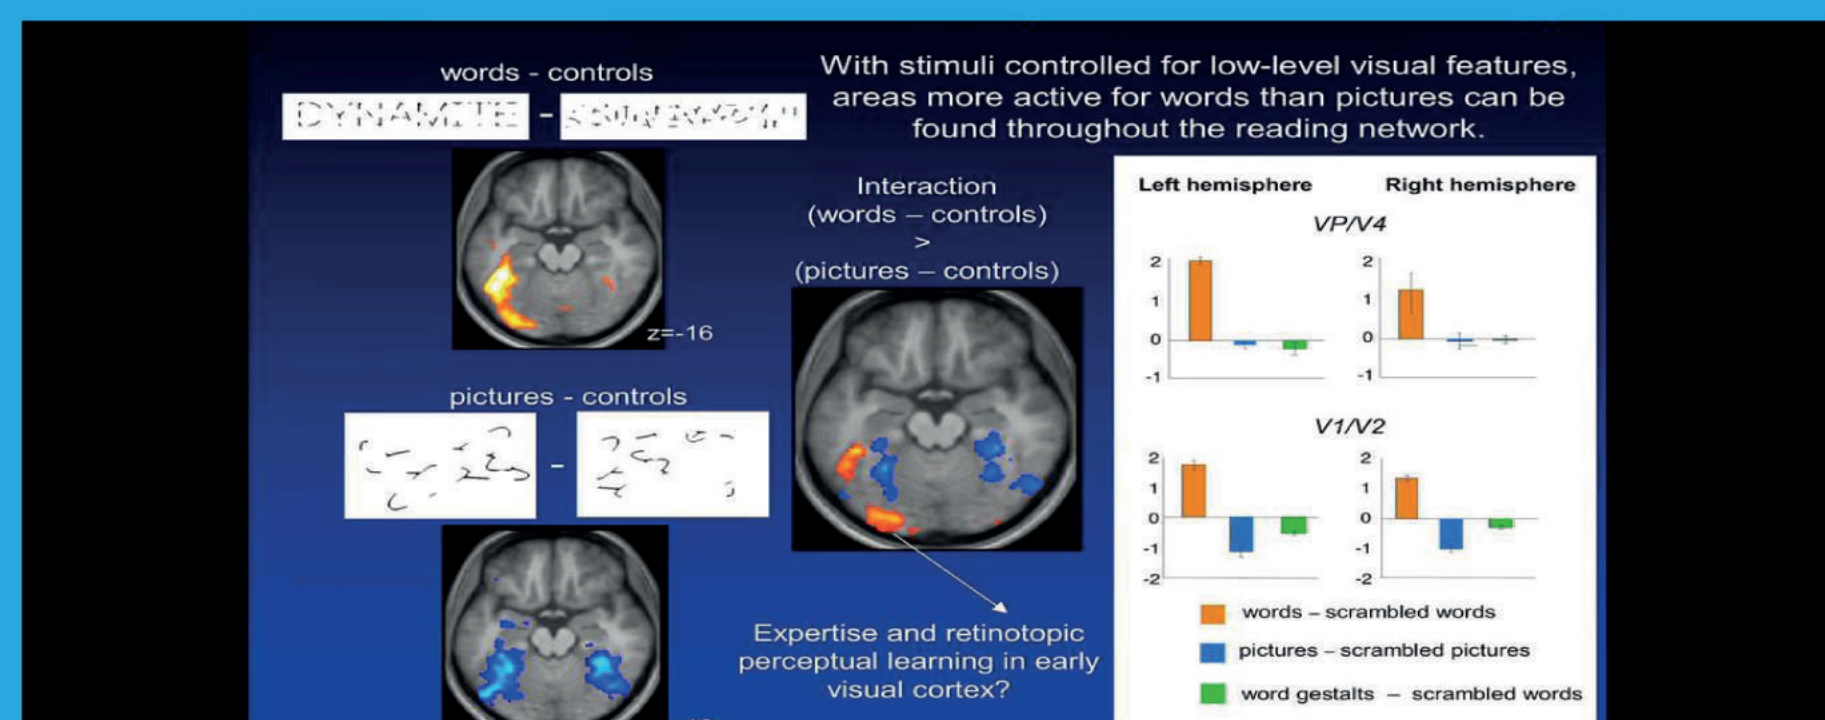 words - controls
DYNAMITE -
With stimuli controlled for low-level visual features,
areas more active for words than pictures can be
found throughout the reading network.
z=-16
pictures - controls
-
Interaction
(words – controls)
>
(pictures – controls)
Expertise and retinotopic
perceptual learning in early
visual cortex?
Left hemisphere Right hemisphere
VP/V4
2
1
0
-1
2
1
0
-1
V1/V2
2
1
0
-1
-2
2
1
0
-1
-2
words – scrambled words
pictures – scrambled pictures
word gestalts – scrambled words